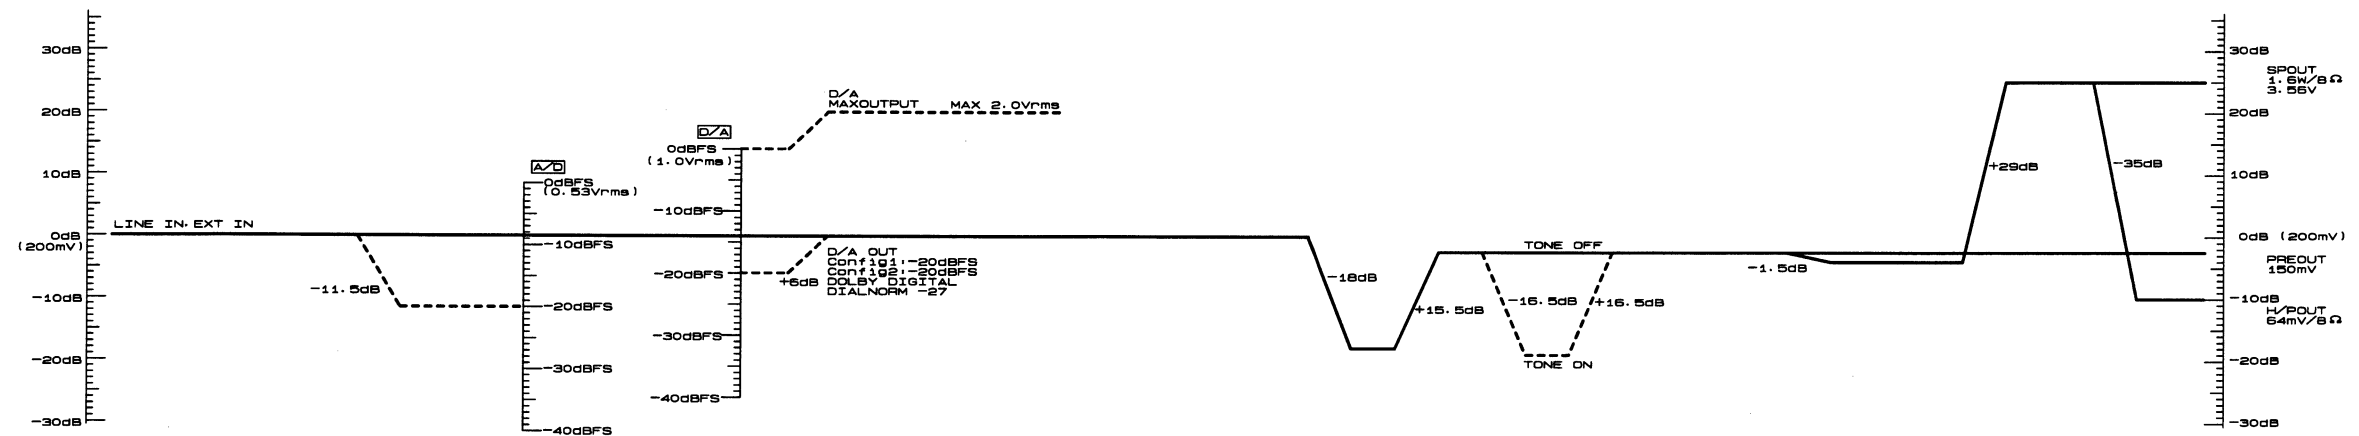 30dB
20dB
10dB
0dB
(200mV)
-10dB
-20dB
-30dB
LINE IN·EXT IN
-11.5dB
A/D
0dBFS
(0.53Vrms)
-10dBFS
-20dBFS
-30dBFS
-40dBFS
D/A
0dBFS
(1.0Vrms)
-10dBFS
-20dBFS
-30dBFS
-40dBFS
D/A
MAXOUTPUT MAX 2.0Vrms
+6dB
D/A OUT
Config1:-20dBFS
Config2:-20dBFS
DOLBY DIGITAL
DIALNORM -27
-18dB
+15.5dB
TONE OFF
-16.5dB
+16.5dB
TONE ON
-1.5dB
+29dB
-35dB
30dB
20dB
10dB
0dB (200mV)
-10dB
-20dB
-30dB
SPOUT
1.6W/8Ω
3.56V
PREOUT
150mV
H/POUT
64mV/8Ω